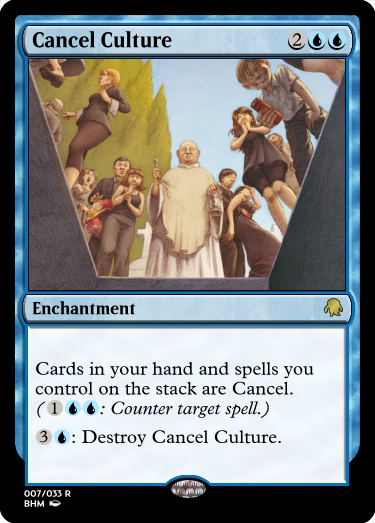 Cancel Culture 2UU
Enchantment
Cards in your hand and spells you
control on the stack are Cancel.
(1UU: Counter target spell.)
3U: Destroy Cancel Culture.
007/033 R
BHM